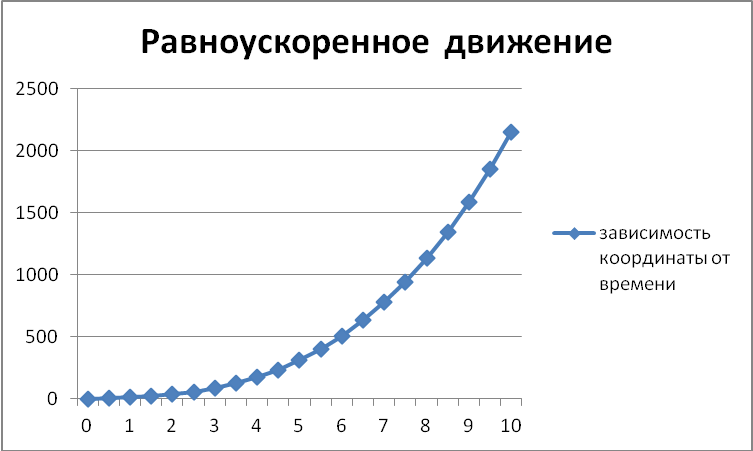 Равноускоренное движение
2500
2000
1500
1000
500
0
0 1 2 3 4 5 6 7 8 9 10
зависимость
координаты от
времени